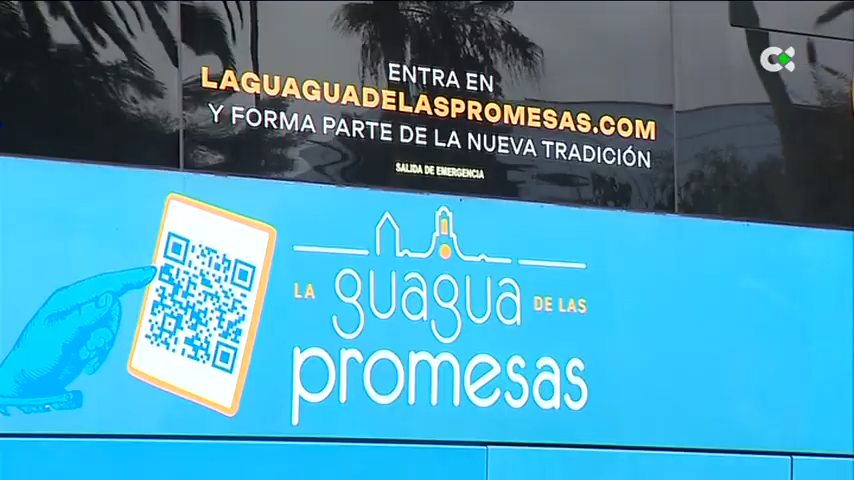 ENTRA EN
LAGUAGUADELASPROMESAS.COM
Y FORMA PARTE DE LA NUEVA TRADICIÓN
SALIDA DE EMERGENCIA
LA guagua DE LAS
promesas